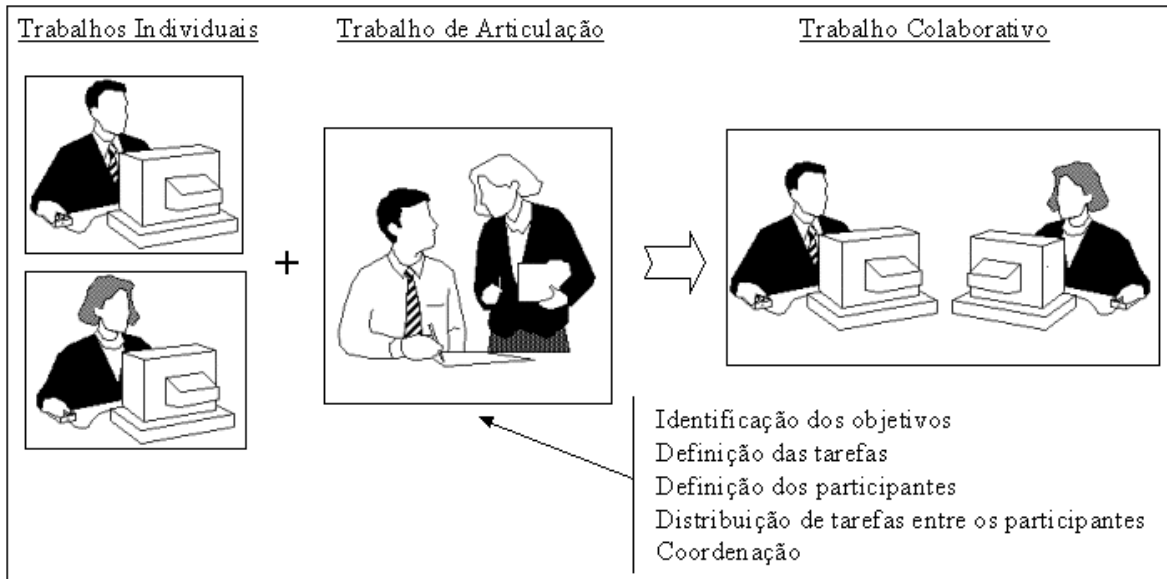 Trabalhos Individuais
Trabalho de Articulação
Trabalho Colaborativo
+
Identificação dos objetivos
Definição das tarefas
Definição dos participantes
Distribuição de tarefas entre os participantes
Coordenação